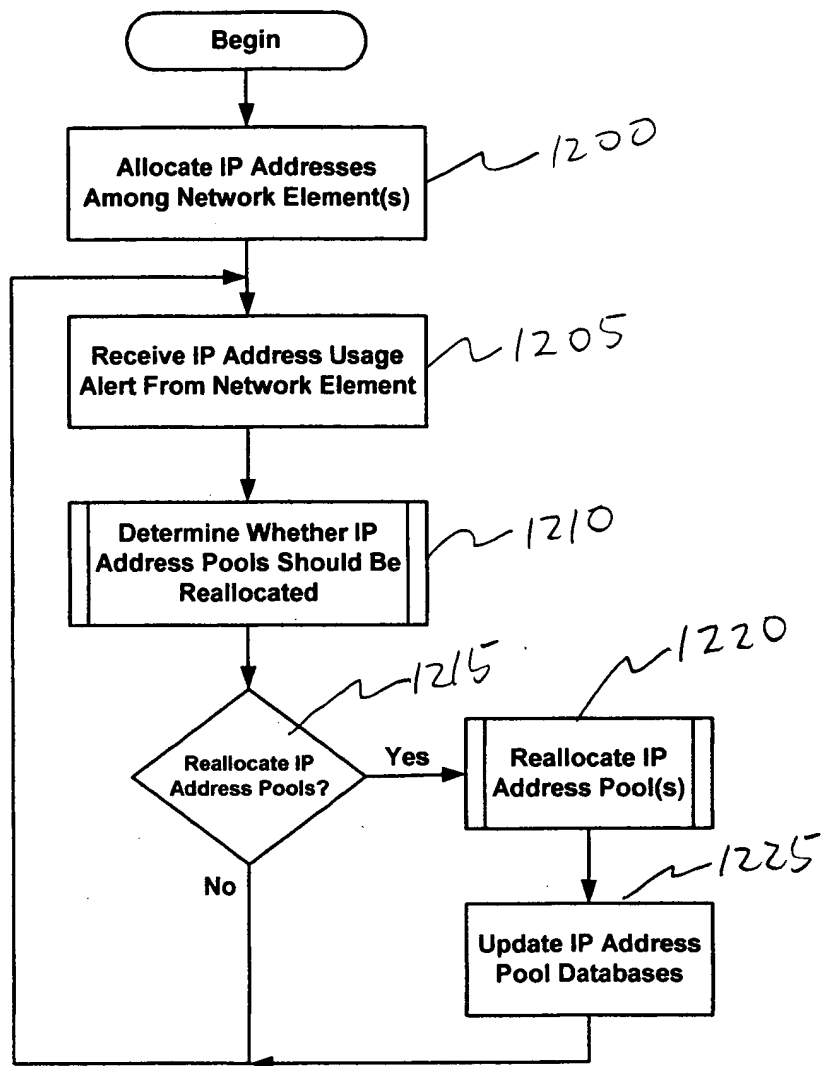 Begin
Allocate IP Addresses
Among Network Element(s)
1200
Receive IP Address Usage
Alert From Network Element
1205
Determine Whether IP
Address Pools Should Be
Reallocated
1210
1215
Reallocate IP
Address Pools?
Yes
No
1220
Reallocate IP
Address Pool(s)
1225
Update IP Address
Pool Databases